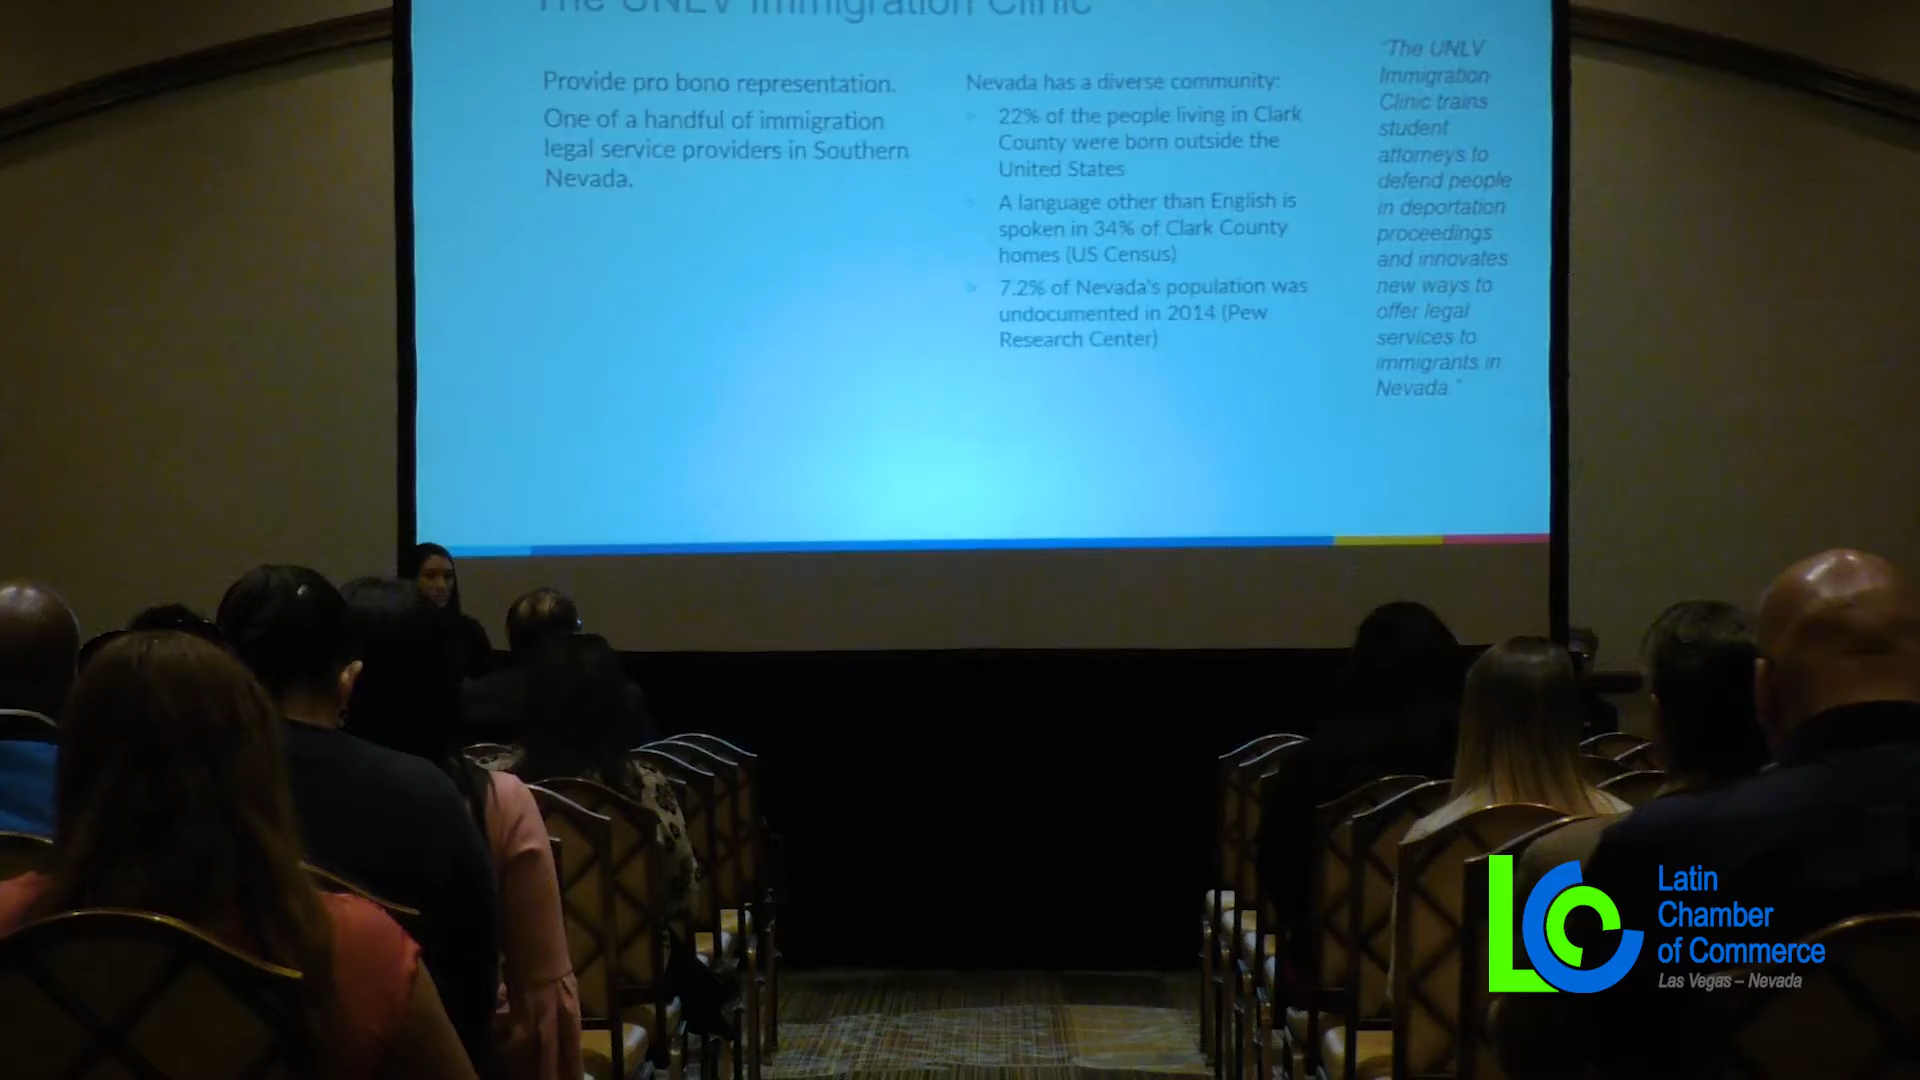 The UNLV Immigration Clinic
Provide pro bono representation.
One of a handful of immigration
legal service providers in Southern
Nevada.
Nevada has a diverse community:
22% of the people living in Clark
County were born outside the
United States
A language other than English is
spoken in 34% of Clark County
homes (US Census)
7.2% of Nevada's population was
undocumented in 2014 (Pew
Research Center)
"The UNLV
Immigration
Clinic trains
student
attorneys to
defend people
in deportation
proceedings
and innovates
new ways to
offer legal
services to
immigrants in
Nevada."
Latin
Chamber
of Commerce
Las Vegas – Nevada